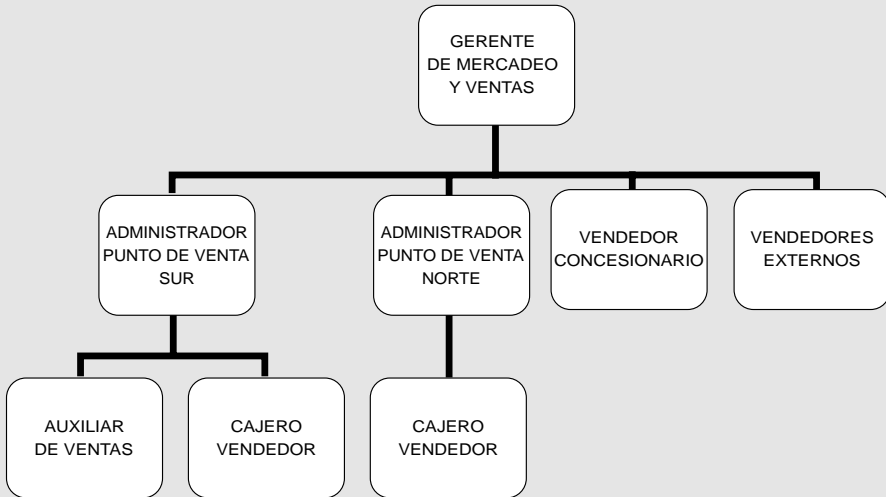 GERENTE
DE MERCADEO
Y VENTAS
ADMINISTRADOR
PUNTO DE VENTA
SUR
ADMINISTRADOR
PUNTO DE VENTA
NORTE
VENDEDOR
CONCESIONARIO
VENDEDORES
EXTERNOS
AUXILIAR
DE VENTAS
CAJERO
VENDEDOR
CAJERO
VENDEDOR